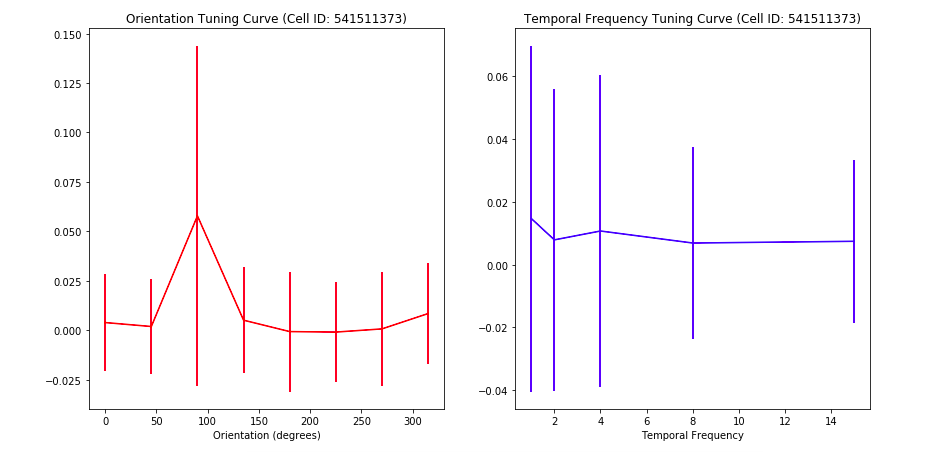 Orientation Tuning Curve (Cell ID: 541511373)
0.150
0.125
0.100
0.075
0.050
0.025
0.000
−0.025
0 50 100 150 200 250 300
Orientation (degrees)
Temporal Frequency Tuning Curve (Cell ID: 541511373)
0.06
0.04
0.02
0.00
−0.02
−0.04
2 4 6 8 10 12 14
Temporal Frequency